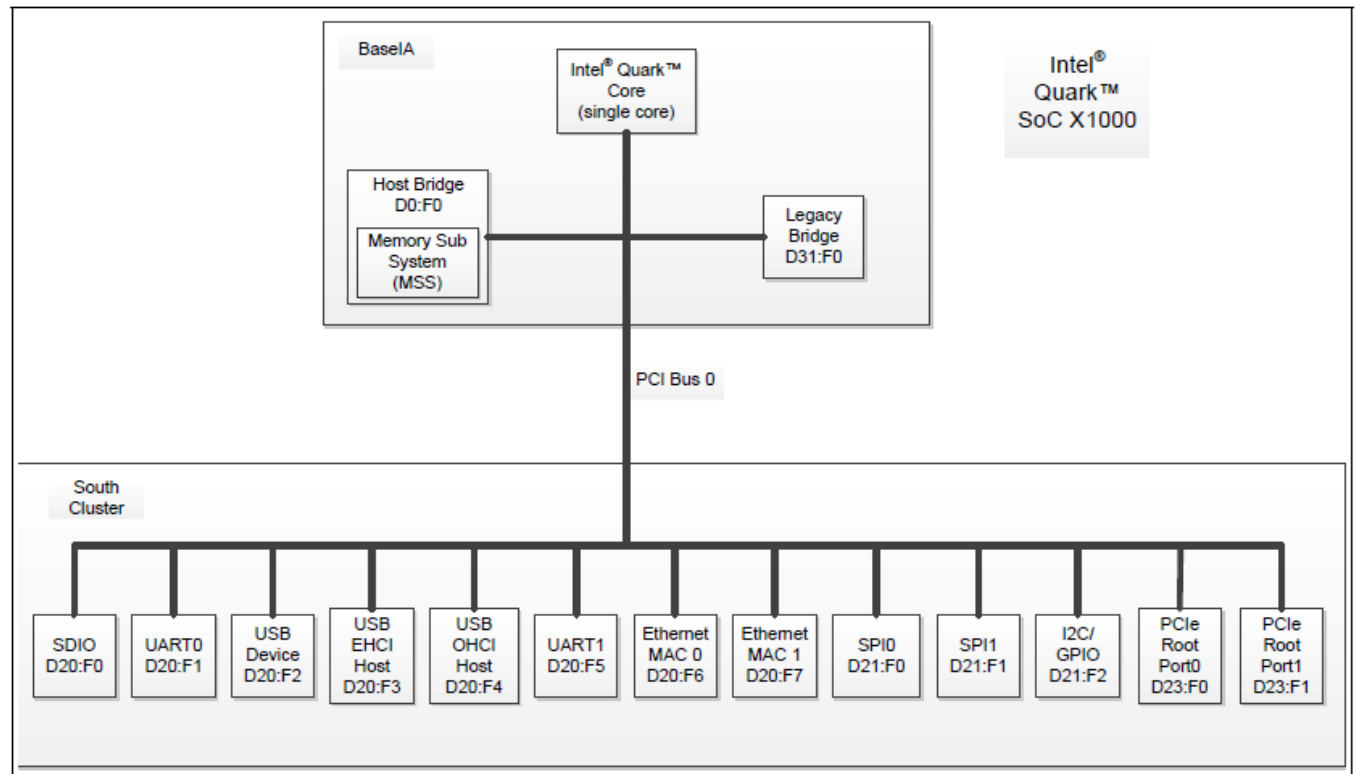 BaseIA
Intel® Quark™
Core
(single core)
Intel®
Quark™
SoC X1000
Host Bridge
D0:F0
Memory Sub
System
(MSS)
Legacy
Bridge
D31:F0
PCI Bus 0
South
Cluster
SDIO
D20:F0
UART0
D20:F1
USB
Device
D20:F2
USB
EHCI
Host
D20:F3
USB
OHCI
Host
D20:F4
UART1
D20:F5
Ethernet
MAC 0
D20:F6
Ethernet
MAC 1
D20:F7
SPI0
D21:F0
SPI1
D21:F1
I2C/
GPIO
D21:F2
PCIe
Root
Port0
D23:F0
PCIe
Root
Port1
D23:F1